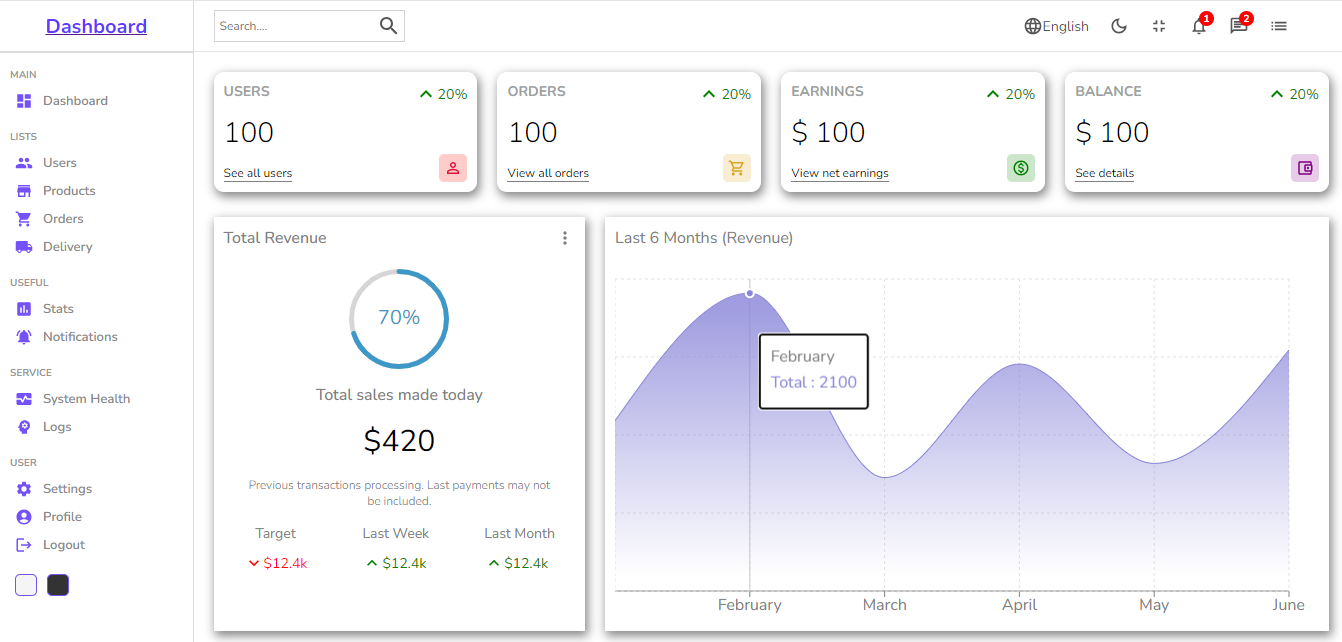 Dashboard
Search....
English
1
2
MAIN
Dashboard
LISTS
Users
Products
Orders
Delivery
USEFUL
Stats
Notifications
SERVICE
System Health
Logs
USER
Settings
Profile
Logout
USERS
20%
100
See all users
ORDERS
20%
100
View all orders
EARNINGS
20%
$ 100
View net earnings
BALANCE
20%
$ 100
See details
Total Revenue
70%
Total sales made today
$420
Previous transactions processing. Last payments may not
be included.
Target
Last Week
Last Month
$12.4k
$12.4k
$12.4k
Last 6 Months (Revenue)
February
Total : 2100
February
March
April
May
June